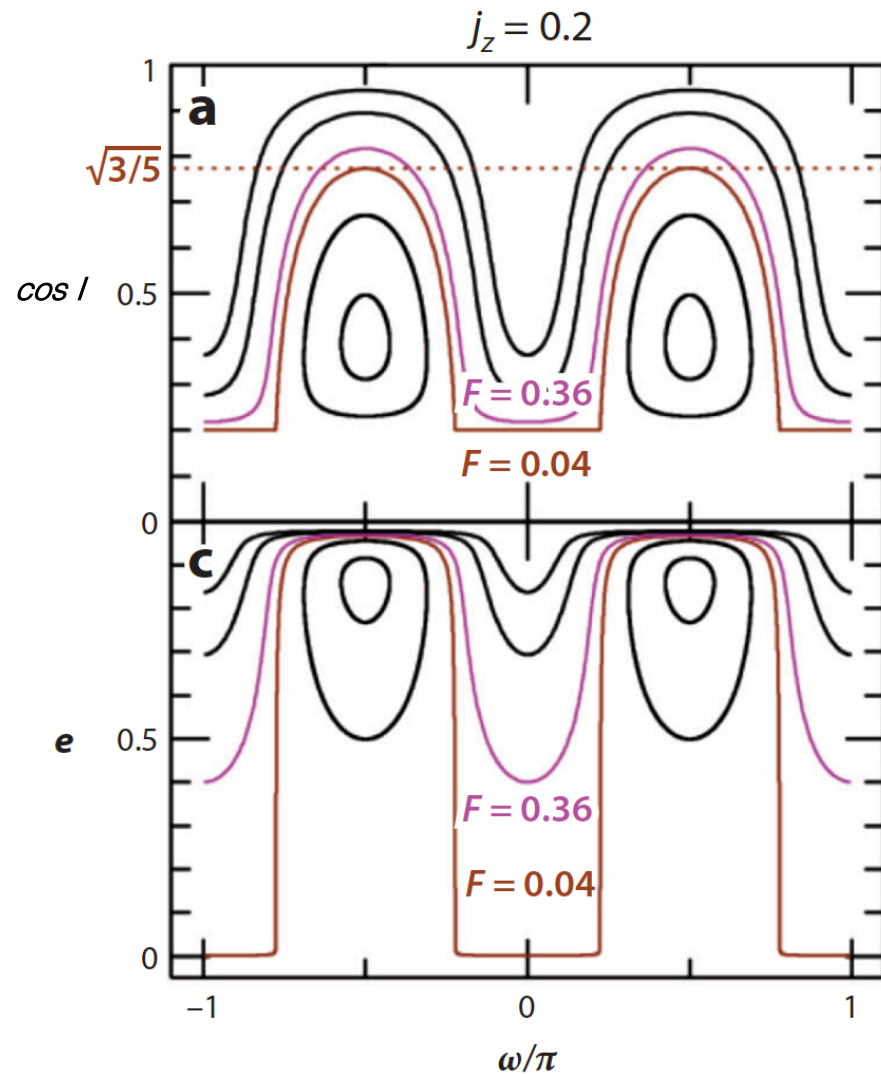 j_z = 0.2
1
a
√3/5
cos I
0.5
F = 0.36
F = 0.04
0
c
e
0.5
F = 0.36
F = 0.04
0
−1
0
1
ω/π